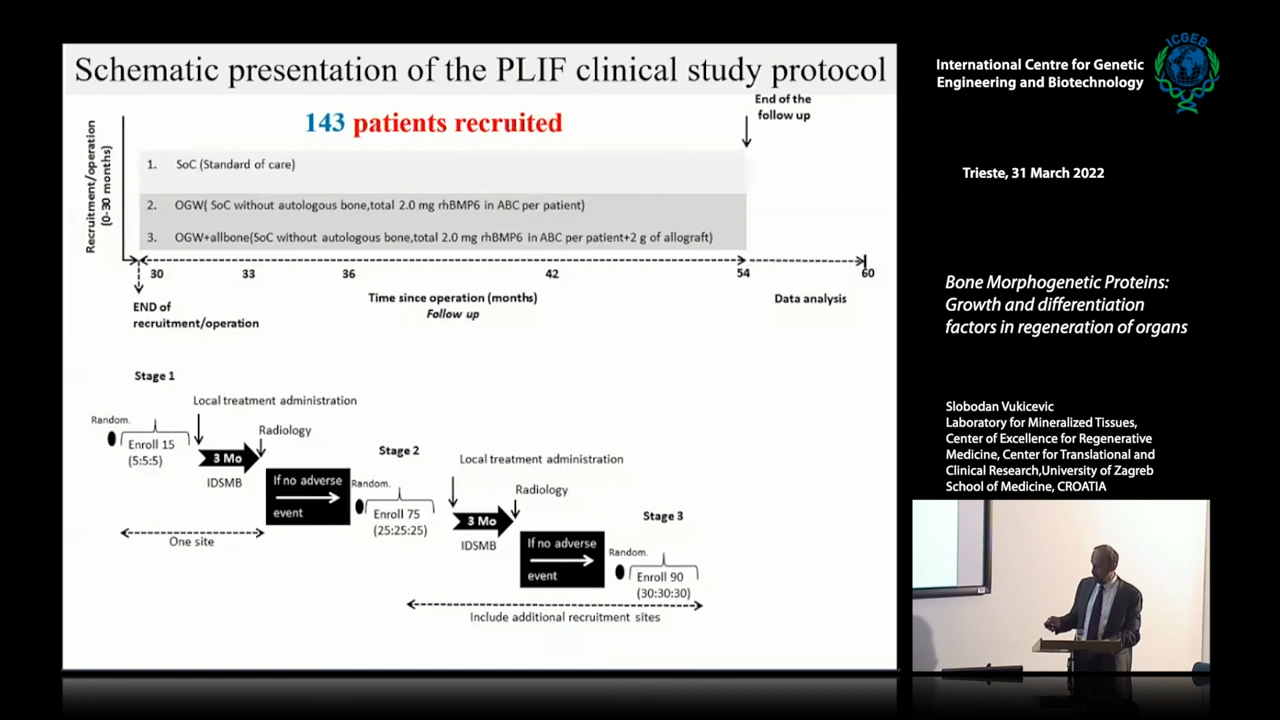 Schematic presentation of the PLIF clinical study protocol
143 patients recruited
End of the
follow up
Recruitment/operation
(0-30 months)
1. SoC (Standard of care)
2. OGW( SoC without autologous bone,total 2.0 mg rhBMP6 in ABC per patient)
3. OGW+allbone(SoC without autologous bone,total 2.0 mg rhBMP6 in ABC per patient+2 g of allograft)
30 33 36 42 54 60
END of
recruitment/operation
Time since operation (months)
Follow up
Data analysis
Stage 1
Local treatment administration
Random.
Enroll 15
(5:5:5)
Radiology
3 Mo
IDSMB
If no adverse
event
One site
Stage 2
Local treatment administration
Random.
Enroll 75
(25:25:25)
Radiology
3 Mo
IDSMB
If no adverse
event
Stage 3
Random.
Enroll 90
(30:30:30)
Include additional recruitment sites
International Centre for Genetic
Engineering and Biotechnology
ICGEB
Trieste, 31 March 2022
Bone Morphogenetic Proteins:
Growth and differentiation
factors in regeneration of organs
Slobodan Vukicevic
Laboratory for Mineralized Tissues,
Center of Excellence for Regenerative
Medicine, Center for Translational and
Clinical Research,University of Zagreb
School of Medicine, CROATIA